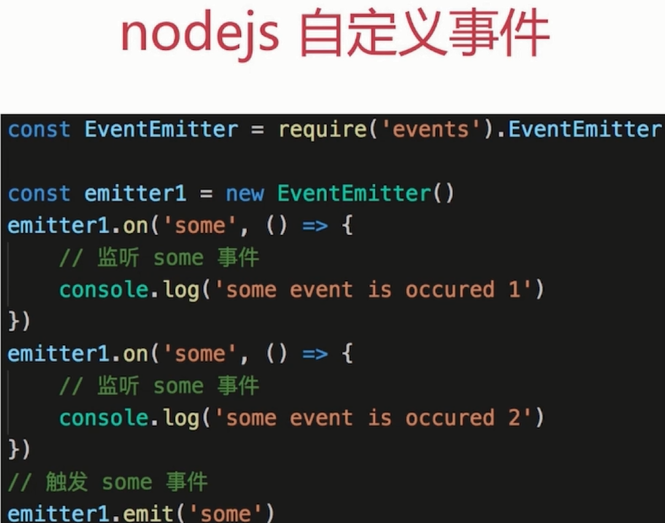 nodejs 自定义事件
const EventEmitter = require('events').EventEmitter
const emitter1 = new EventEmitter()
emitter1.on('some', () => {
    // 监听 some 事件
    console.log('some event is occured 1')
})
emitter1.on('some', () => {
    // 监听 some 事件
    console.log('some event is occured 2')
})
// 触发 some 事件
emitter1.emit('some')